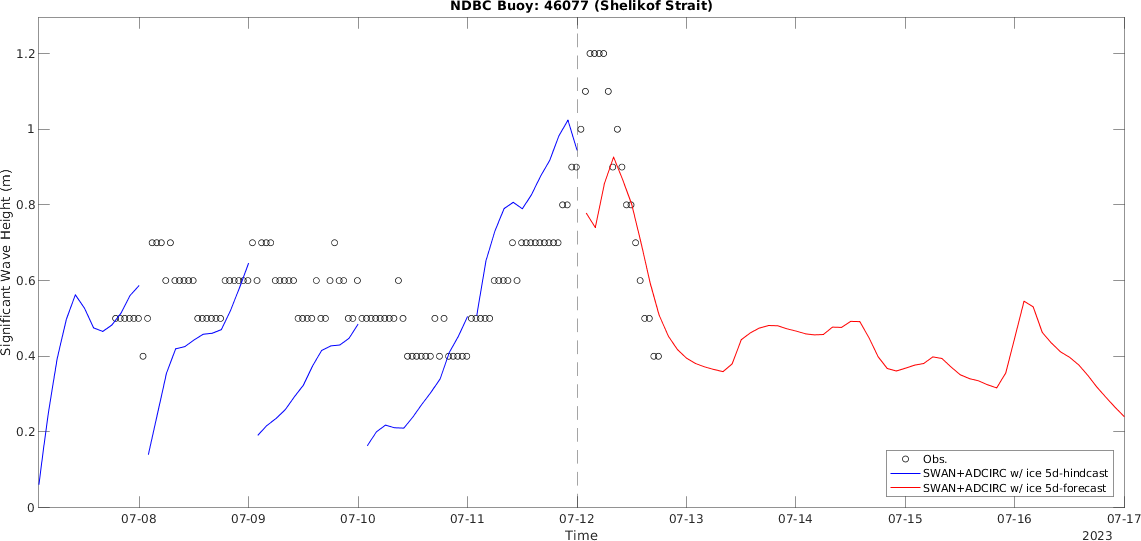 NDBC Buoy: 46077 (Shelikof Strait)
Significant Wave Height (m)
1.2
1
0.8
0.6
0.4
0.2
0
Obs.
SWAN+ADCIRC w/ ice 5d-hindcast
SWAN+ADCIRC w/ ice 5d-forecast
07-08 07-09 07-10 07-11 07-12 07-13 07-14 07-15 07-16 07-17
Time
2023